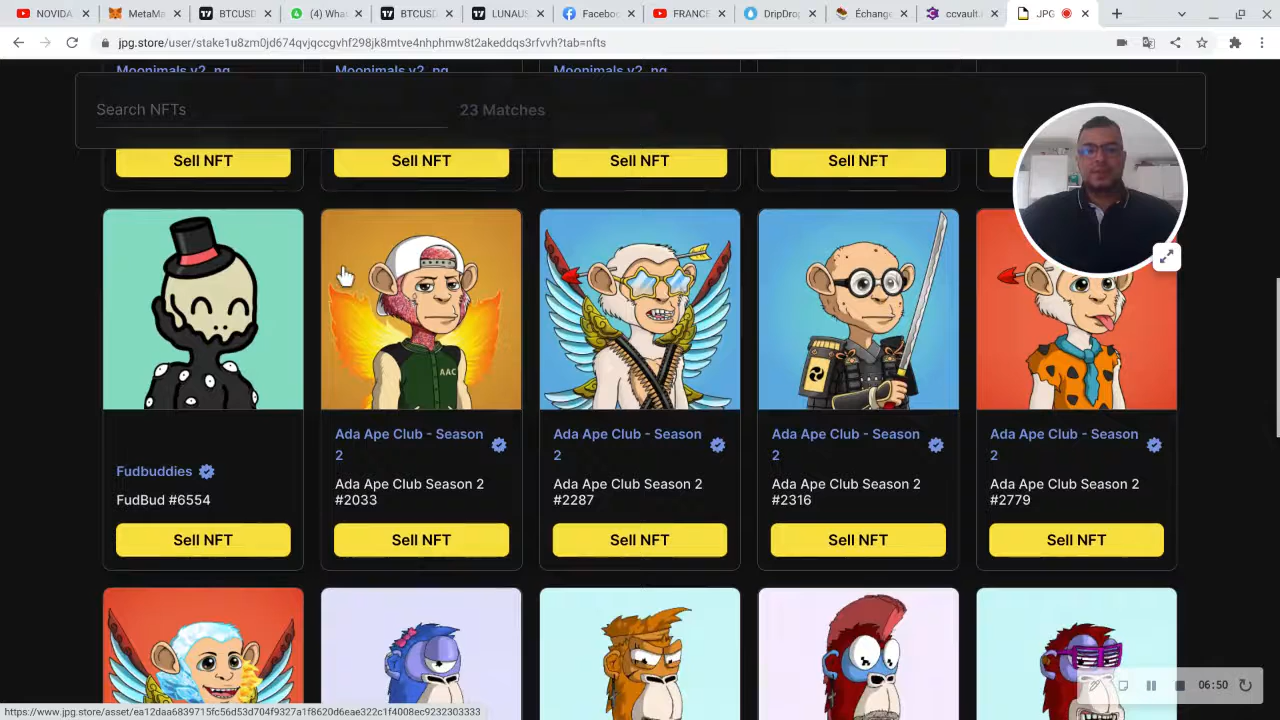 NOVIDA
MetaM
BTCUSD
(4) Wha
BTCUSD
LUNAUS
Faceboo
FRANCE
DripDrop
Échange
ccvault.
JPG
jpg.store/user/stake1u8zm0jd674qvjqccgvhf298jk8mtve4nhphmw8t2akeddqs3rfvvh?tab=nfts
Moonimals v2_ng
Moonimals v2_ng
Moonimals v2_ng
Search NFTs
23 Matches
Sell NFT
Sell NFT
Sell NFT
Sell NFT
AAC
Fudbuddies
FudBud #6554
Sell NFT
Ada Ape Club - Season
2
Ada Ape Club Season 2
#2033
Sell NFT
Ada Ape Club - Season
2
Ada Ape Club Season 2
#2287
Sell NFT
Ada Ape Club - Season
2
Ada Ape Club Season 2
#2316
Sell NFT
Ada Ape Club - Season
2
Ada Ape Club Season 2
#2779
Sell NFT
06:50
https://www.jpg.store/asset/ea12daa6839715fc56d53d704f9327a1f8620d6eae322c1f4008ec9232303333